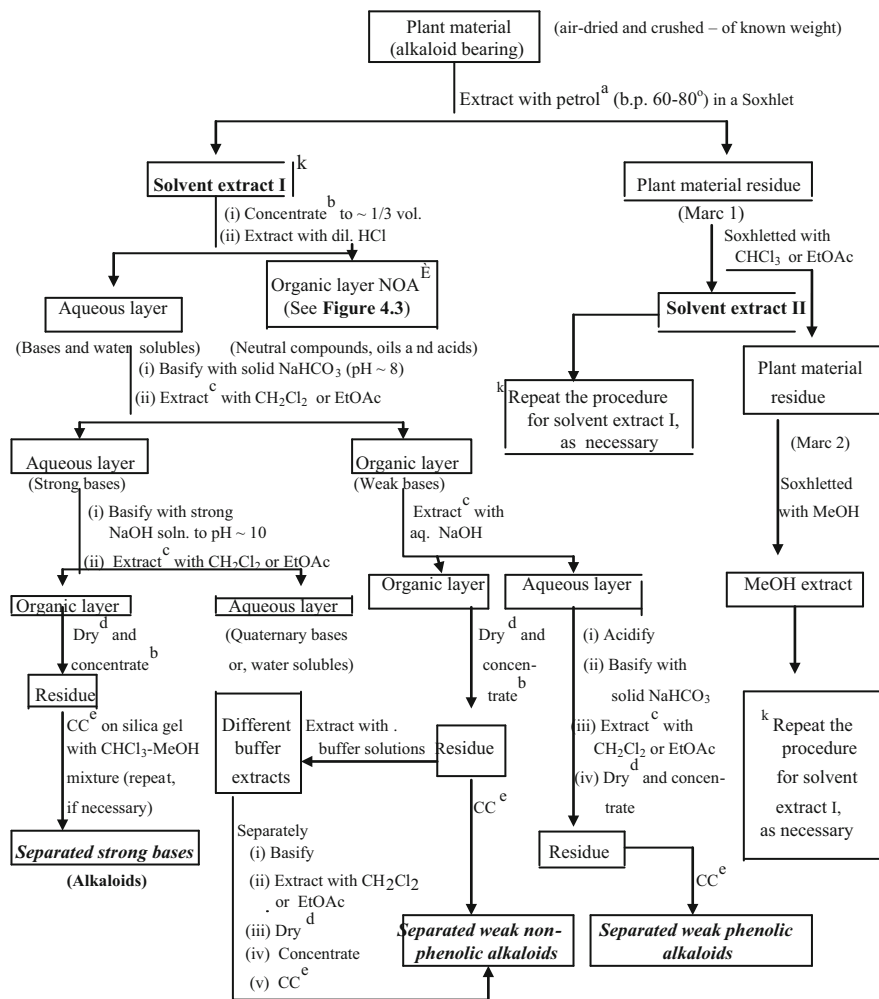 Plant material
(alkaloid bearing)
(air-dried and crushed – of known weight)
Extract with petrol^a (b.p. 60-80°) in a Soxhlet
Solvent extract I^k
(i) Concentrate^b to ~ 1/3 vol.
(ii) Extract with dil. HCl
Aqueous layer
(Bases and water solubles)
Organic layer NOA^È
(See Figure 4.3)
(Neutral compounds, oils a nd acids)
(i) Basify with solid NaHCO3 (pH ~ 8)
(ii) Extract^c with CH2Cl2 or EtOAc
Aqueous layer
(Strong bases)
(i) Basify with strong
NaOH soln. to pH ~ 10
(ii) Extract^c with CH2Cl2 or EtOAc
Organic layer
Dry^d and
concentrate^b
Residue
CC^e on silica gel
with CHCl3-MeOH
mixture (repeat,
if necessary)
Separated strong bases
(Alkaloids)
Aqueous layer
(Quaternary bases
or, water solubles)
Organic layer
(Weak bases)
Extract^c with
aq. NaOH
Organic layer
Dry^d and
concen-
trate^b
Residue
Extract with .
buffer solutions
Different
buffer
extracts
Separately
(i) Basify
(ii) Extract with CH2Cl2
or EtOAc
. (iii) Dry^d
(iv) Concentrate
(v) CC^e
CC^e
Separated weak non-
phenolic alkaloids
Aqueous layer
(i) Acidify
(ii) Basify with
solid NaHCO3
(iii) Extract^c with
CH2Cl2 or EtOAc
(iv) Dry^d and concen-
trate
Residue
CC^e
Separated weak phenolic
alkaloids
Plant material residue
(Marc 1)
Soxhletted with
CHCl3 or EtOAc
Solvent extract II
^k Repeat the procedure
for solvent extract I,
as necessary
Plant material
residue
(Marc 2)
Soxhletted
with MeOH
MeOH extract
^k Repeat the
procedure
for solvent
extract I,
as necessary